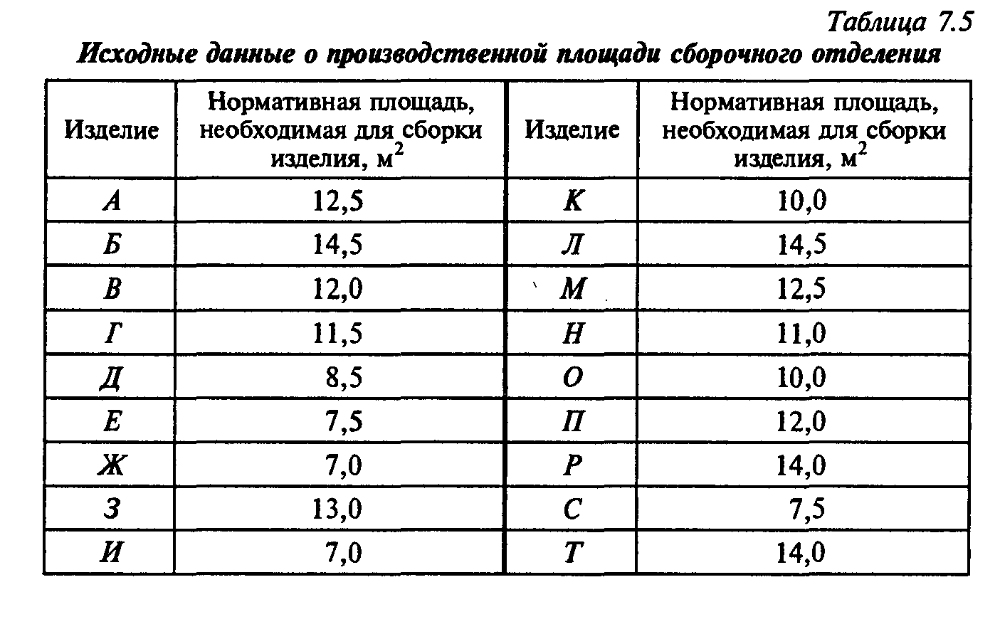 Таблица 7.5
Исходные данные о производственной площади сборочного отделения
Изделие
Нормативная площадь,
необходимая для сборки
изделия, м²
Изделие
Нормативная площадь,
необходимая для сборки
изделия, м²
А 12,5 К 10,0
Б 14,5 Л 14,5
В 12,0 М 12,5
Г 11,5 Н 11,0
Д 8,5 О 10,0
Е 7,5 П 12,0
Ж 7,0 Р 14,0
З 13,0 С 7,5
И 7,0 Т 14,0